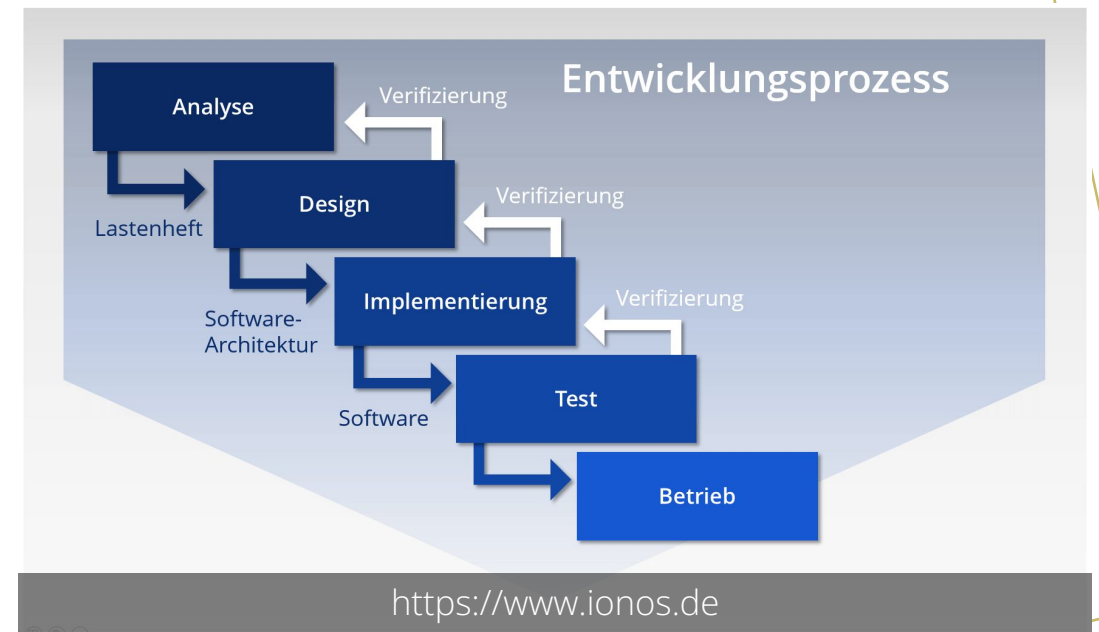 Entwicklungsprozess
Analyse
Verifizierung
Lastenheft
Design
Verifizierung
Software-
Architektur
Implementierung
Verifizierung
Software
Test
Betrieb
https://www.ionos.de